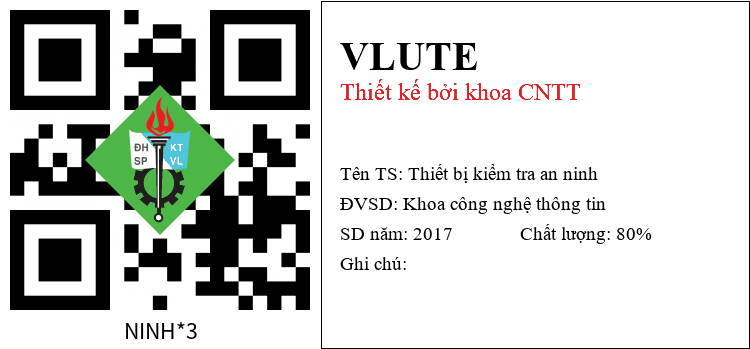 ĐH KT
SP VL
NINH*3
VLUTE
Thiết kế bởi khoa CNTT
Tên TS: Thiết bị kiểm tra an ninh
ĐVSD: Khoa công nghệ thông tin
SD năm: 2017 Chất lượng: 80%
Ghi chú: